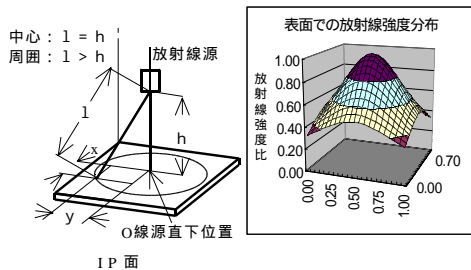 中心：l = h
周囲：l > h
放射線源
l
h
x
y
O線源直下位置
IP 面
表面での放射線強度分布
放射線強度比
1.00
0.80
0.60
0.40
0.20
0.00
0.00
0.25
0.50
0.75
1.00
0.00
0.70